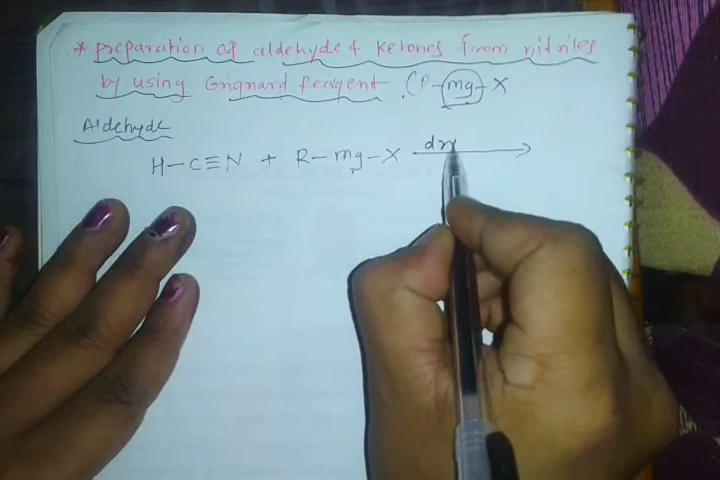 * preparation of aldehyde & ketones from nitriles
by using Grignard reagent (R-mg-X
Aldehyde
H-C≡N + R-mg-X dry